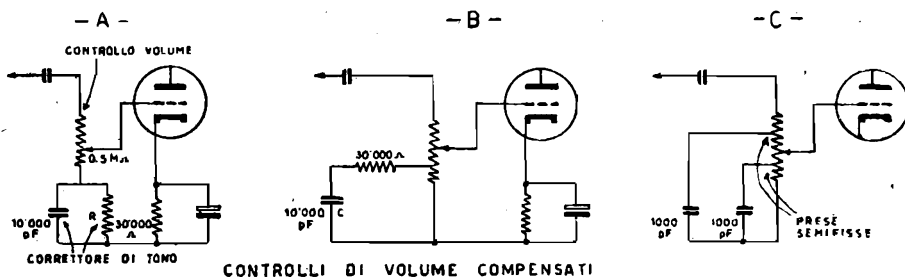 - A -
CONTROLLO VOLUME
0.5 MΩ
10'000 pF
R
30'000 Ω
CORRETTORE DI TONO
- B -
30'000 Ω
10'000 pF
C
- C -
1000 pF
1000 pF
PRESE SEMIFISSE
CONTROLLI DI VOLUME COMPENSATI